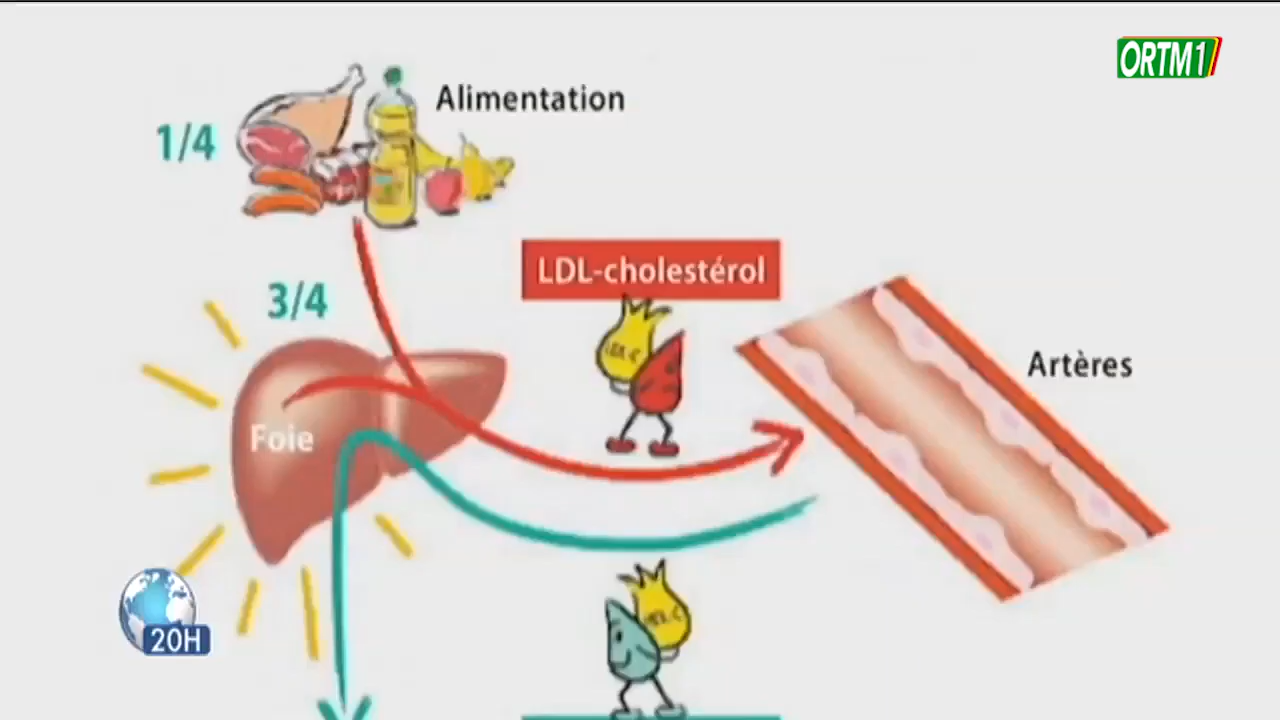 ORTM1
Alimentation
1/4
LDL-cholestérol
3/4
Artères
Foie
20H